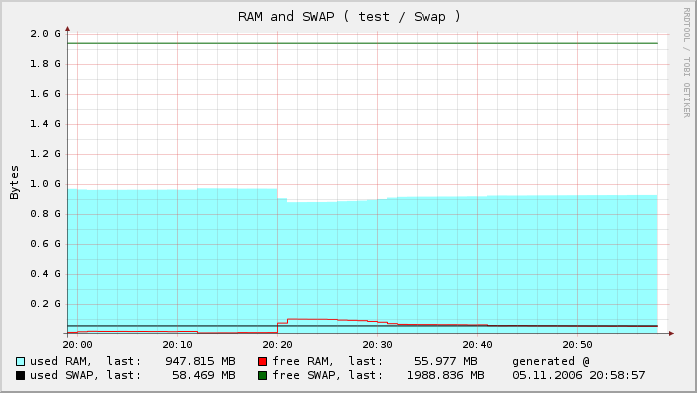 RAM and SWAP ( test / Swap )
RRDTOOL / TOBI OETIKER
Bytes
2.0 G
1.8 G
1.6 G
1.4 G
1.2 G
1.0 G
0.8 G
0.6 G
0.4 G
0.2 G
20:00 20:10 20:20 20:30 20:40 20:50
used RAM, last: 947.815 MB free RAM, last: 55.977 MB generated @
used SWAP, last: 58.469 MB free SWAP, last: 1988.836 MB 05.11.2006 20:58:57